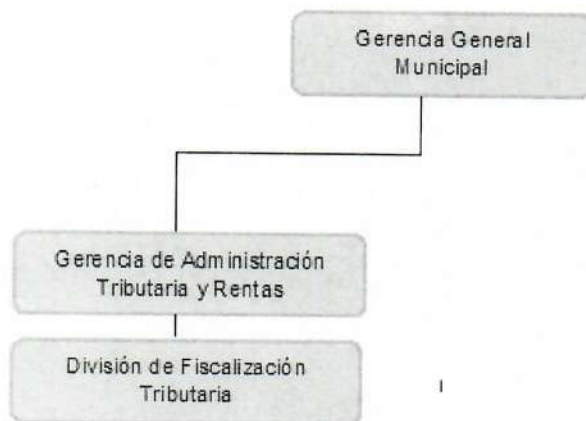 Gerencia General
Municipal
Gerencia de Administración
Tributaria y Rentas
División de Fiscalización
Tributaria